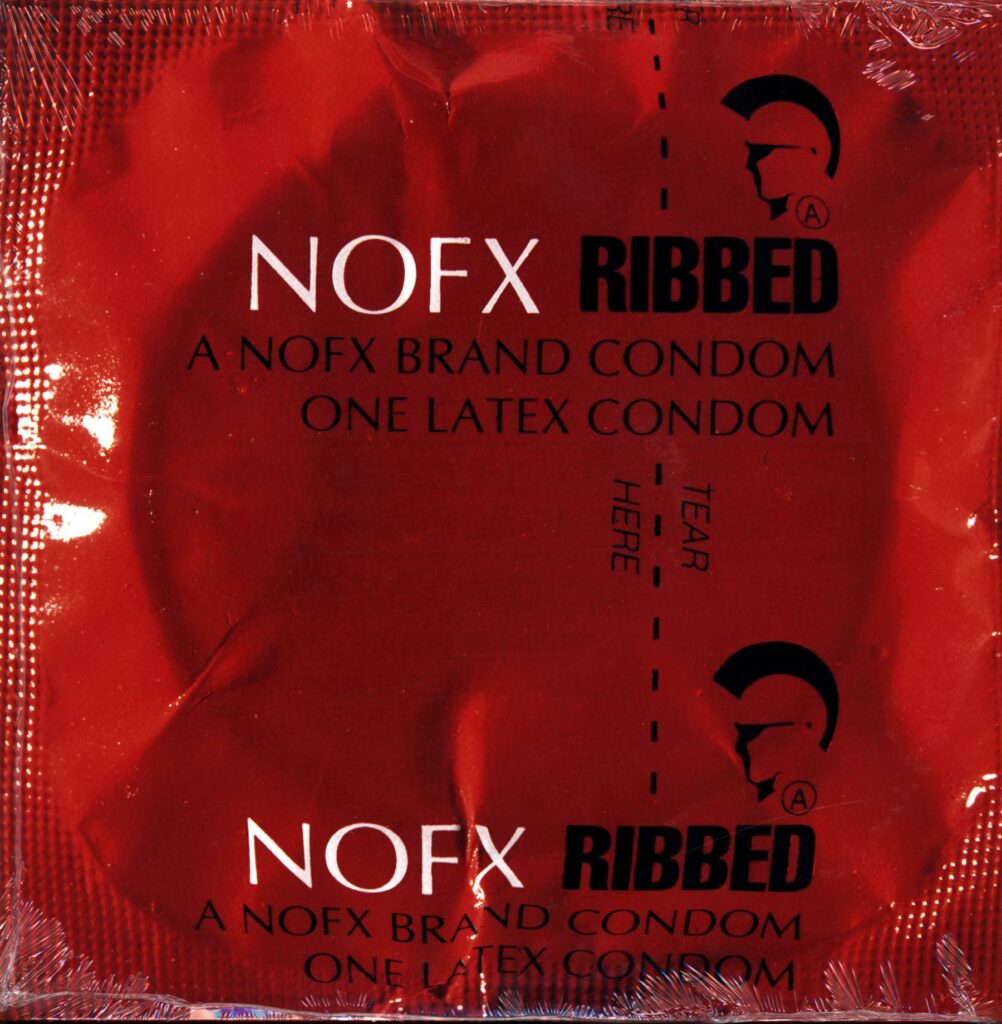 NOFX RIBBED
A NOFX BRAND CONDOM
ONE LATEX CONDOM
TEAR
HERE
NOFX RIBBED
A NOFX BRAND CONDOM
ONE LATEX CONDOM